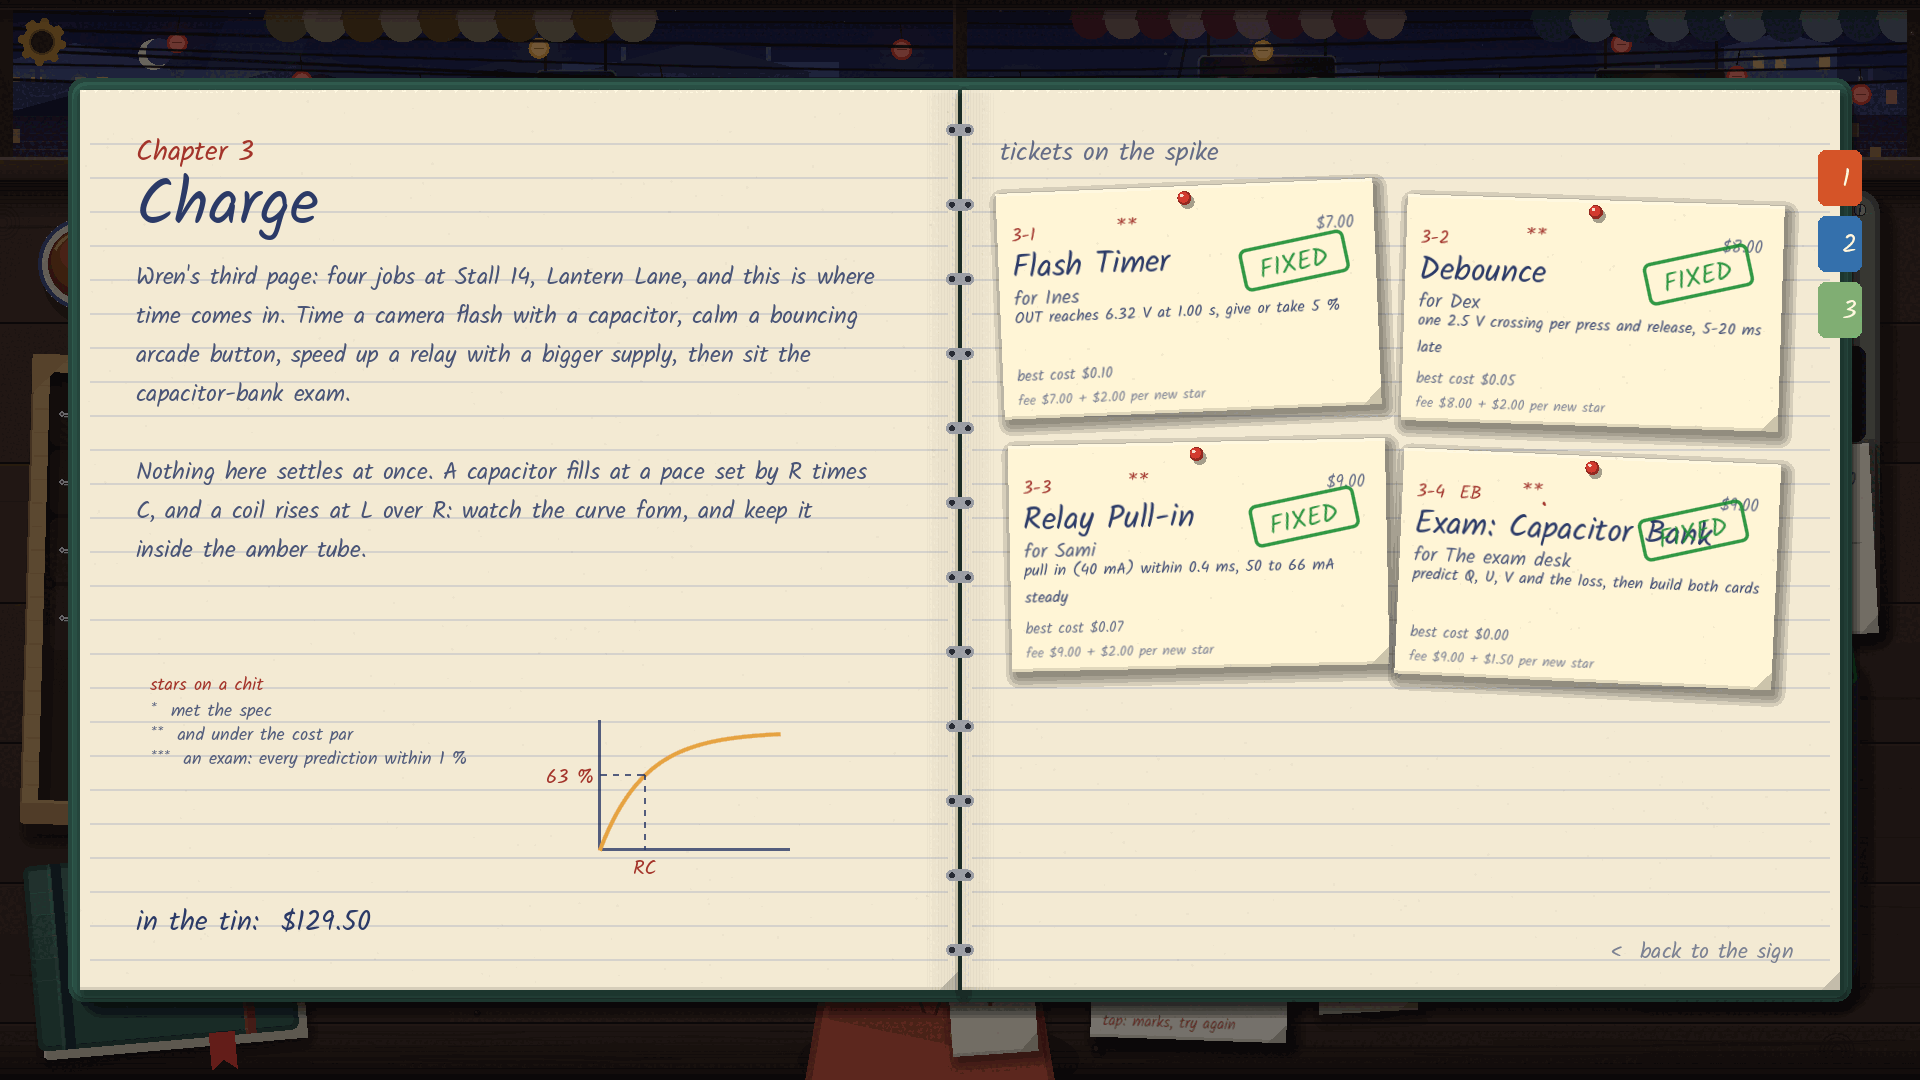 Chapter 3
Charge
Wren's third page: four jobs at Stall 14, Lantern Lane, and this is where
time comes in. Time a camera flash with a capacitor, calm a bouncing
arcade button, speed up a relay with a bigger supply, then sit the
capacitor-bank exam.
Nothing here settles at once. A capacitor fills at a pace set by R times
C, and a coil rises at L over R: watch the curve form, and keep it
inside the amber tube.
stars on a chit
* met the spec
** and under the cost par
*** an exam: every prediction within 1 %
63 %
RC
in the tin: $129.50
tickets on the spike
3-1 ** $7.00
Flash Timer
FIXED
for Ines
OUT reaches 6.32 V at 1.00 s, give or take 5 %
best cost $0.10
fee $7.00 + $2.00 per new star
3-2 ** $8.00
Debounce
FIXED
for Dex
one 2.5 V crossing per press and release, 5-20 ms
late
best cost $0.05
fee $8.00 + $2.00 per new star
3-3 ** $9.00
Relay Pull-in
FIXED
for Sami
pull in (40 mA) within 0.4 ms, 50 to 66 mA
steady
best cost $0.07
fee $9.00 + $2.00 per new star
3-4 EB *** $9.00
Exam: Capacitor Bank
FIXED
for The exam desk
predict Q, U, V and the loss, then build both cards
best cost $0.00
fee $9.00 + $1.50 per new star
1
2
3
< back to the sign
tap: marks, try again